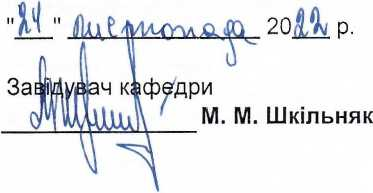 "24" листопада 2022 р.
Завідувач кафедри
М. М. Шкільняк